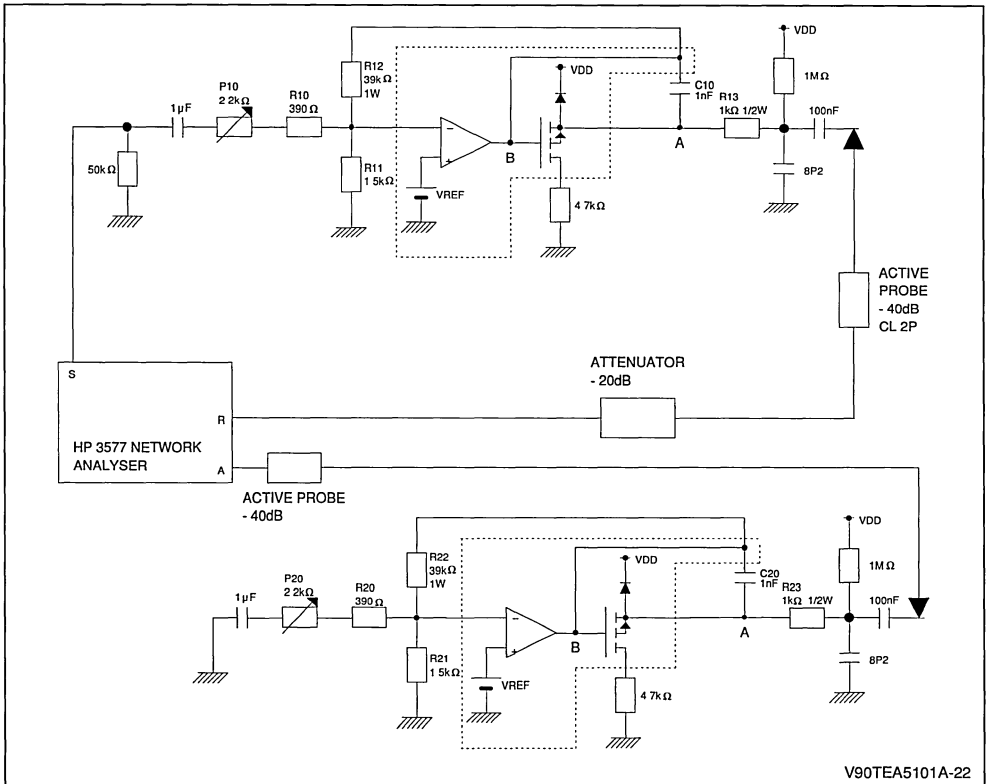 VDD
R12
39kΩ
1W
VDD
1MΩ
P10
2 2kΩ
C10
1nF
R13
1kΩ 1/2W
1µF
R10
390Ω
100nF
50kΩ
R11
1 5kΩ
B
A
8P2
VREF
4 7kΩ
ACTIVE
PROBE
- 40dB
CL 2P
ATTENUATOR
- 20dB
S
R
HP 3577 NETWORK
ANALYSER
A
ACTIVE PROBE
- 40dB
VDD
R22
39kΩ
1W
VDD
1MΩ
P20
2 2kΩ
C20
1nF
R23
1kΩ 1/2W
1µF
R20
390Ω
100nF
R21
1 5kΩ
B
A
8P2
VREF
4 7kΩ
V90TEA5101A-22